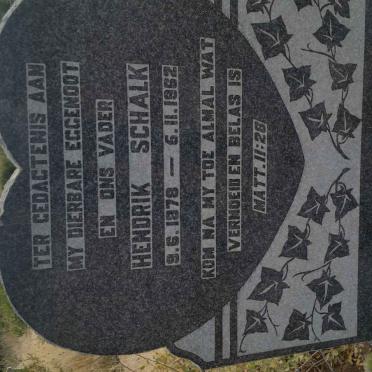 TER GEDAGTENIS AAN
MY DIERBARE EGGENOOT
EN ONS VADER
HENDRIK SCHALK
9.6.1878 — 6.11.1952
KOM NA MY TOE ALMAL WAT
VERMOEID EN BELAS IS
MATT.11:28